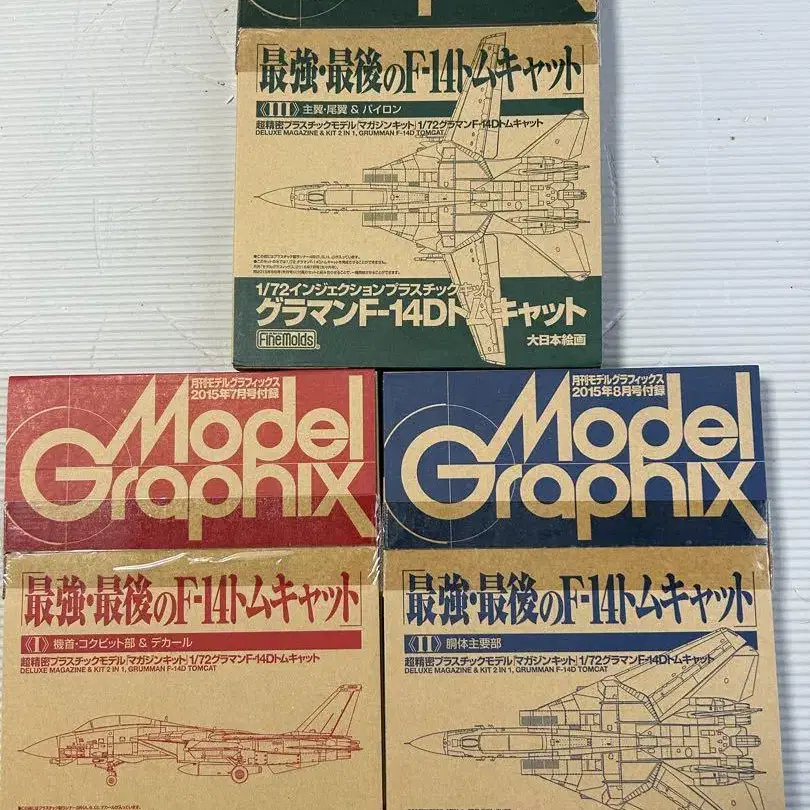 「最強・最後のF-14トムキャット」
《III》主翼・尾翼 & パイロン
超精密プラスチックモデル「マガジンキット」1/72グラマンF-14Dトムキャット
DELUXE MAGAZINE & KIT 2 IN 1, GRUMMAN F-14D TOMCAT
1/72インジェクションプラスチック
グラマンF-14Dトムキャット
FineMolds
大日本絵画
月刊モデルグラフィックス
2015年7月号付録
Model
Graphix
「最強・最後のF-14トムキャット」
《I》機首・コクピット部 & デカール
超精密プラスチックモデル「マガジンキット」1/72グラマンF-14Dトムキャット
DELUXE MAGAZINE & KIT 2 IN 1, GRUMMAN F-14D TOMCAT
月刊モデルグラフィックス
2015年8月号付録
Model
Graphix
「最強・最後のF-14トムキャット」
《II》胴体主要部
超精密プラスチックモデル「マガジンキット」1/72グラマンF-14Dトムキャット
DELUXE MAGAZINE & KIT 2 IN 1, GRUMMAN F-14D TOMCAT